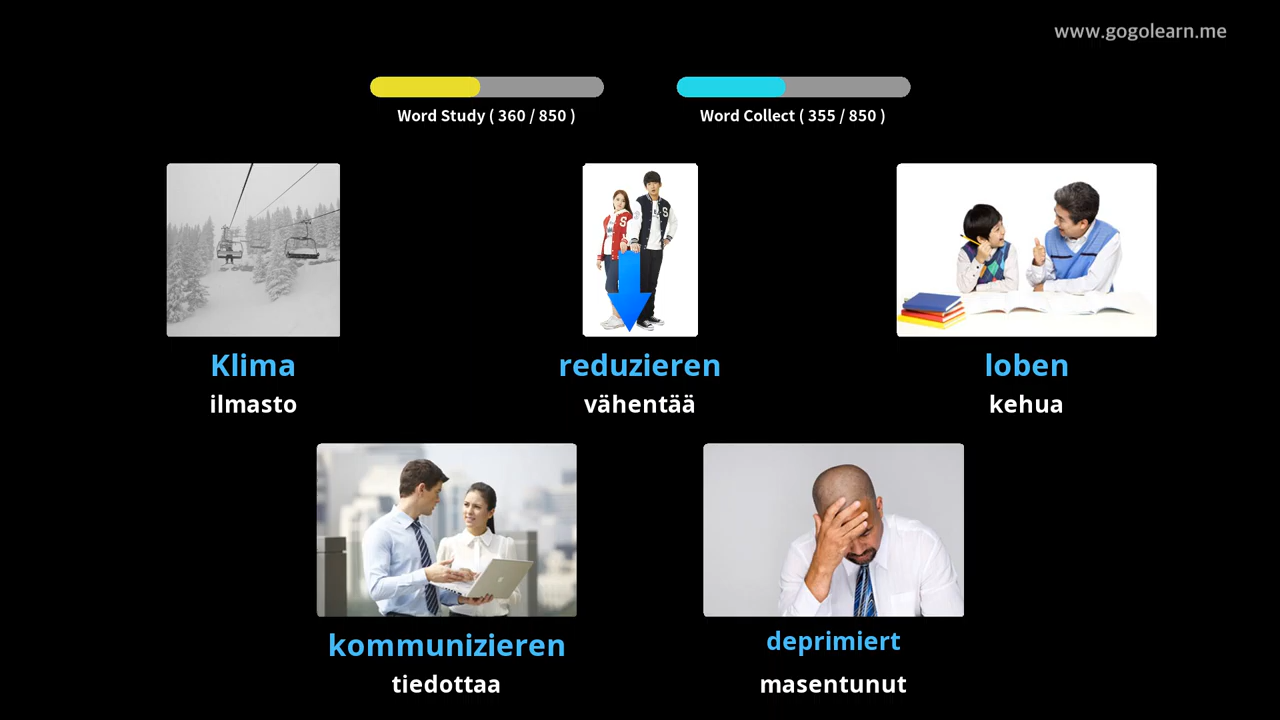 www.gogolearn.me
Word Study ( 360 / 850 )
Word Collect ( 355 / 850 )
Klima
ilmasto
reduzieren
vähentää
loben
kehua
kommunizieren
tiedottaa
deprimiert
masentunut
S
S